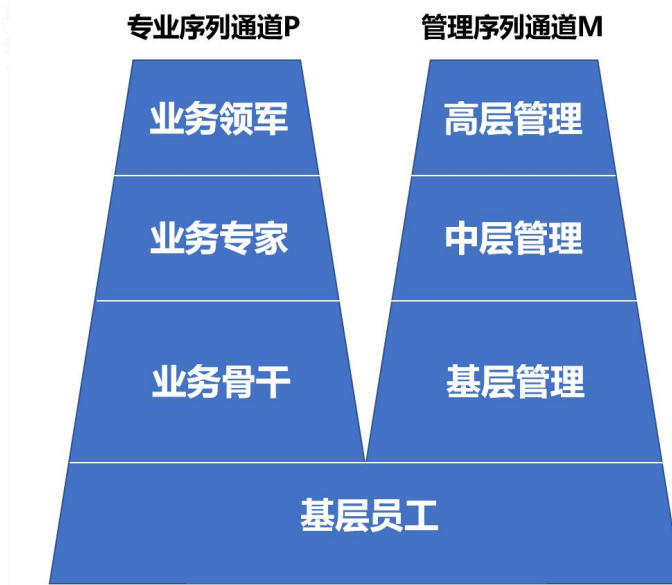 专业序列通道P
管理序列通道M
业务领军
高层管理
业务专家
中层管理
业务骨干
基层管理
基层员工